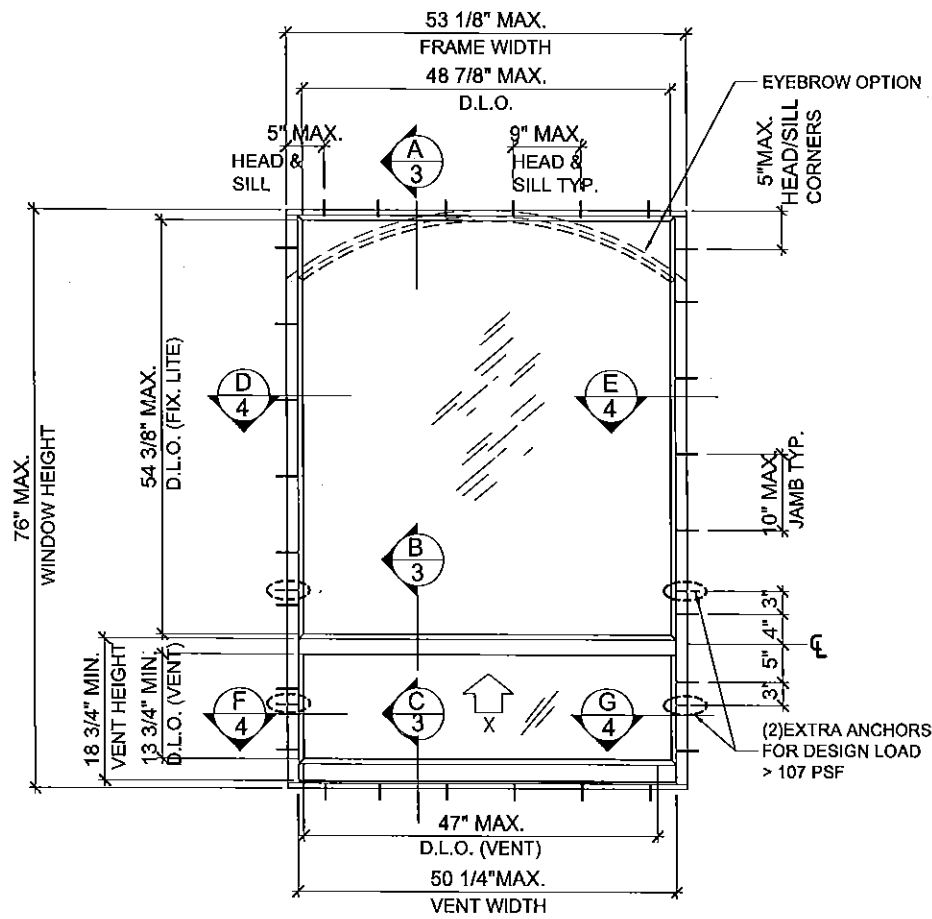 53 1/8" MAX.
FRAME WIDTH
48 7/8" MAX.
D.L.O.
EYEBROW OPTION
5" MAX.
HEAD &
SILL
A
3
9" MAX.
HEAD &
SILL TYP.
5"MAX.
HEAD/SILL
CORNERS
76" MAX.
WINDOW HEIGHT
54 3/8" MAX.
D.L.O. (FIX. LITE)
D
4
E
4
10" MAX.
JAMB TYP.
B
3
3"
4"
CL
5"
3"
18 3/4" MIN.
VENT HEIGHT
13 3/4" MIN.
D.L.O. (VENT)
F
4
C
3
X
G
4
(2)EXTRA ANCHORS
FOR DESIGN LOAD
> 107 PSF
47" MAX.
D.L.O. (VENT)
50 1/4"MAX.
VENT WIDTH